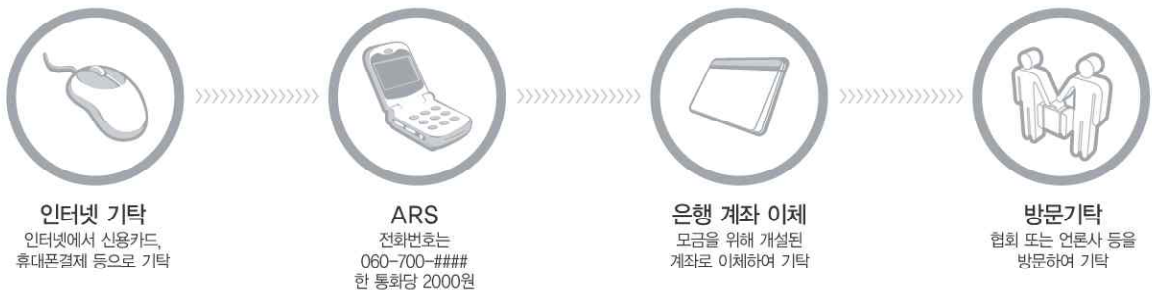 인터넷 기탁
인터넷에서 신용카드,
휴대폰결제 등으로 기탁
ARS
전화번호는
060-700-####
한 통화당 2000원
은행 계좌 이체
모금을 위해 개설된
계좌로 이체하여 기탁
방문기탁
협회 또는 언론사 등을
방문하여 기탁